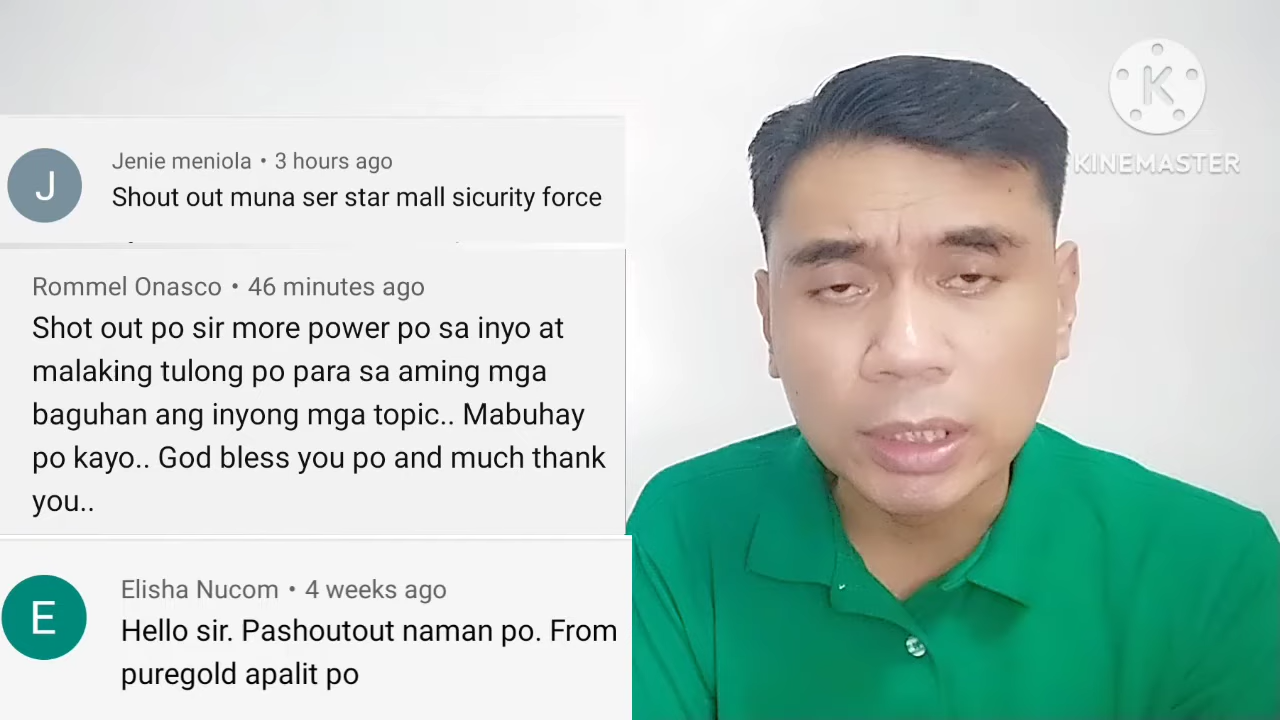 J
Jenie meniola • 3 hours ago
Shout out muna ser star mall sicurity force
Rommel Onasco • 46 minutes ago
Shot out po sir more power po sa inyo at
malaking tulong po para sa aming mga
baguhan ang inyong mga topic.. Mabuhay
po kayo.. God bless you po and much thank
you..
E
Elisha Nucom • 4 weeks ago
Hello sir. Pashoutout naman po. From
puregold apalit po
K
KINEMASTER